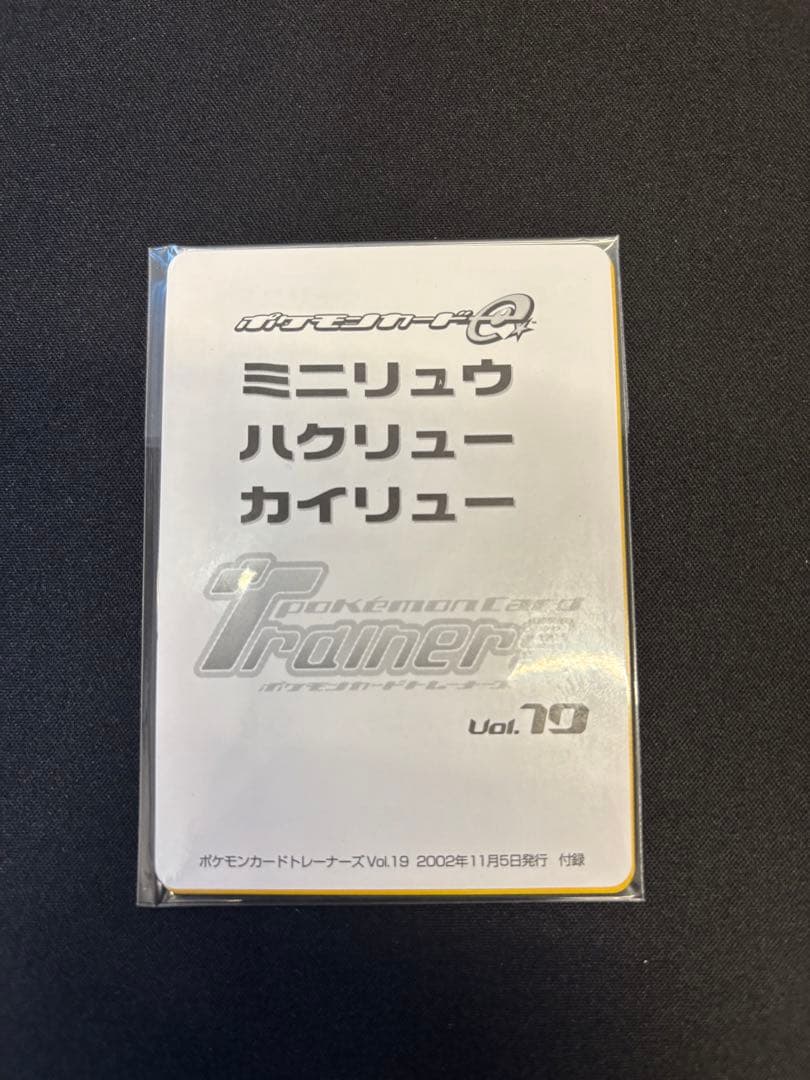 ポケモンカードe
ミニリュウ
ハクリュー
カイリュー
Pokémon Card
Trainers
ポケモンカードトレーナーズ
Vol.19
ポケモンカードトレーナーズVol.19 2002年11月5日発行 付録